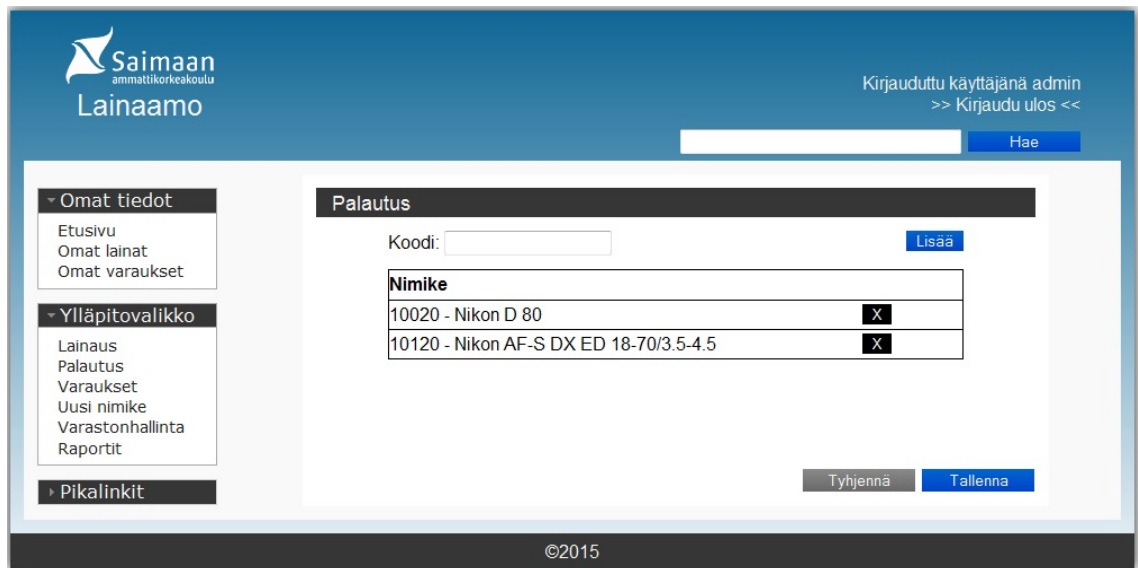 Saimaan
ammattikorkeakoulu
Lainaamo
Kirjauduttu käyttäjänä admin
>> Kirjaudu ulos <<
Hae
Omat tiedot
Etusivu
Omat lainat
Omat varaukset
Ylläpitovalikko
Lainaus
Palautus
Varaukset
Uusi nimike
Varastonhallinta
Raportit
Pikalinkit
Palautus
Koodi: Lisää
Nimike
10020 - Nikon D 80 X
10120 - Nikon AF-S DX ED 18-70/3.5-4.5 X
Tyhjennä Tallenna
©2015